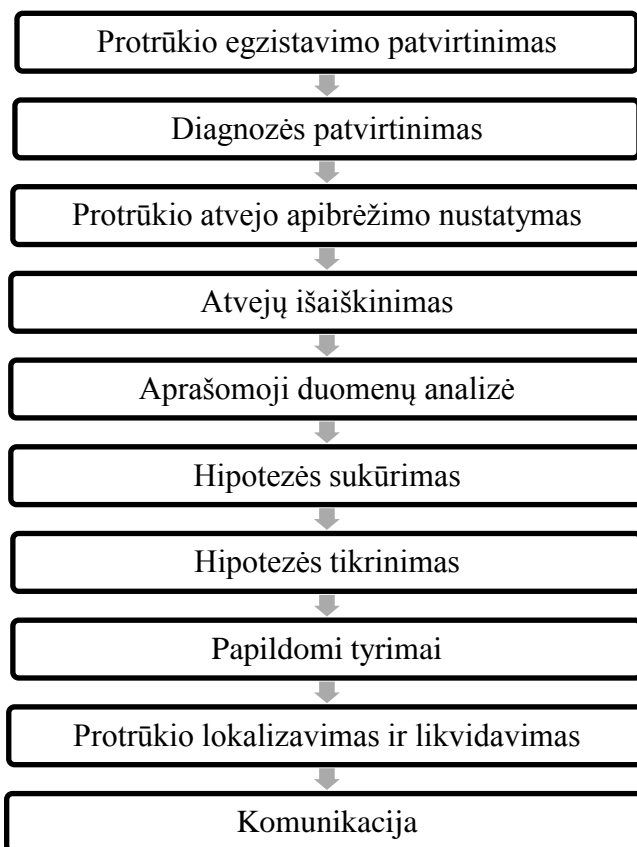 Protrūkio egzistavimo patvirtinimas
Diagnozės patvirtinimas
Protrūkio atvejo apibrėžimo nustatymas
Atvejų išaiškinimas
Aprašomoji duomenų analizė
Hipotezės sukūrimas
Hipotezės tikrinimas
Papildomi tyrimai
Protrūkio lokalizavimas ir likvidavimas
Komunikacija